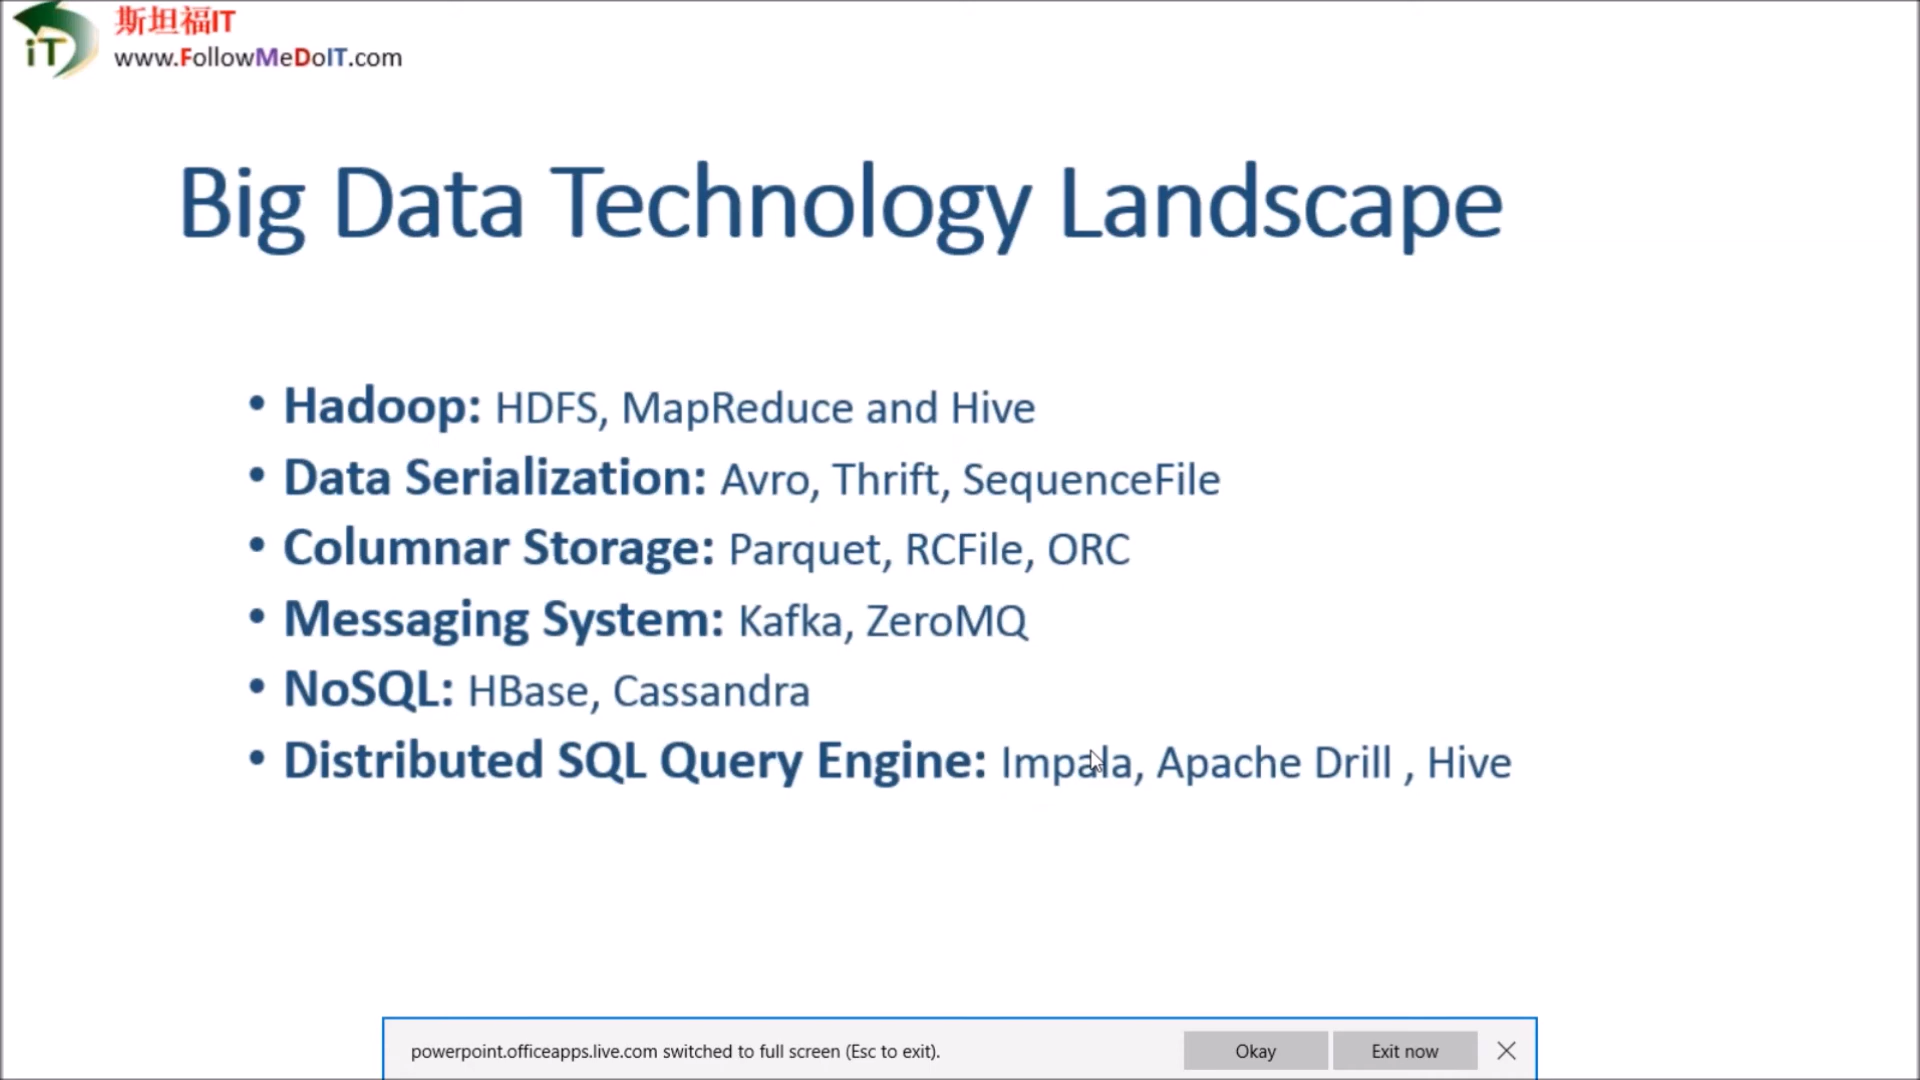 斯坦福IT
www.FollowMeDoIT.com
iT
Big Data Technology Landscape
• Hadoop: HDFS, MapReduce and Hive
• Data Serialization: Avro, Thrift, SequenceFile
• Columnar Storage: Parquet, RCFile, ORC
• Messaging System: Kafka, ZeroMQ
• NoSQL: HBase, Cassandra
• Distributed SQL Query Engine: Impala, Apache Drill , Hive
powerpoint.officeapps.live.com switched to full screen (Esc to exit).
Okay
Exit now